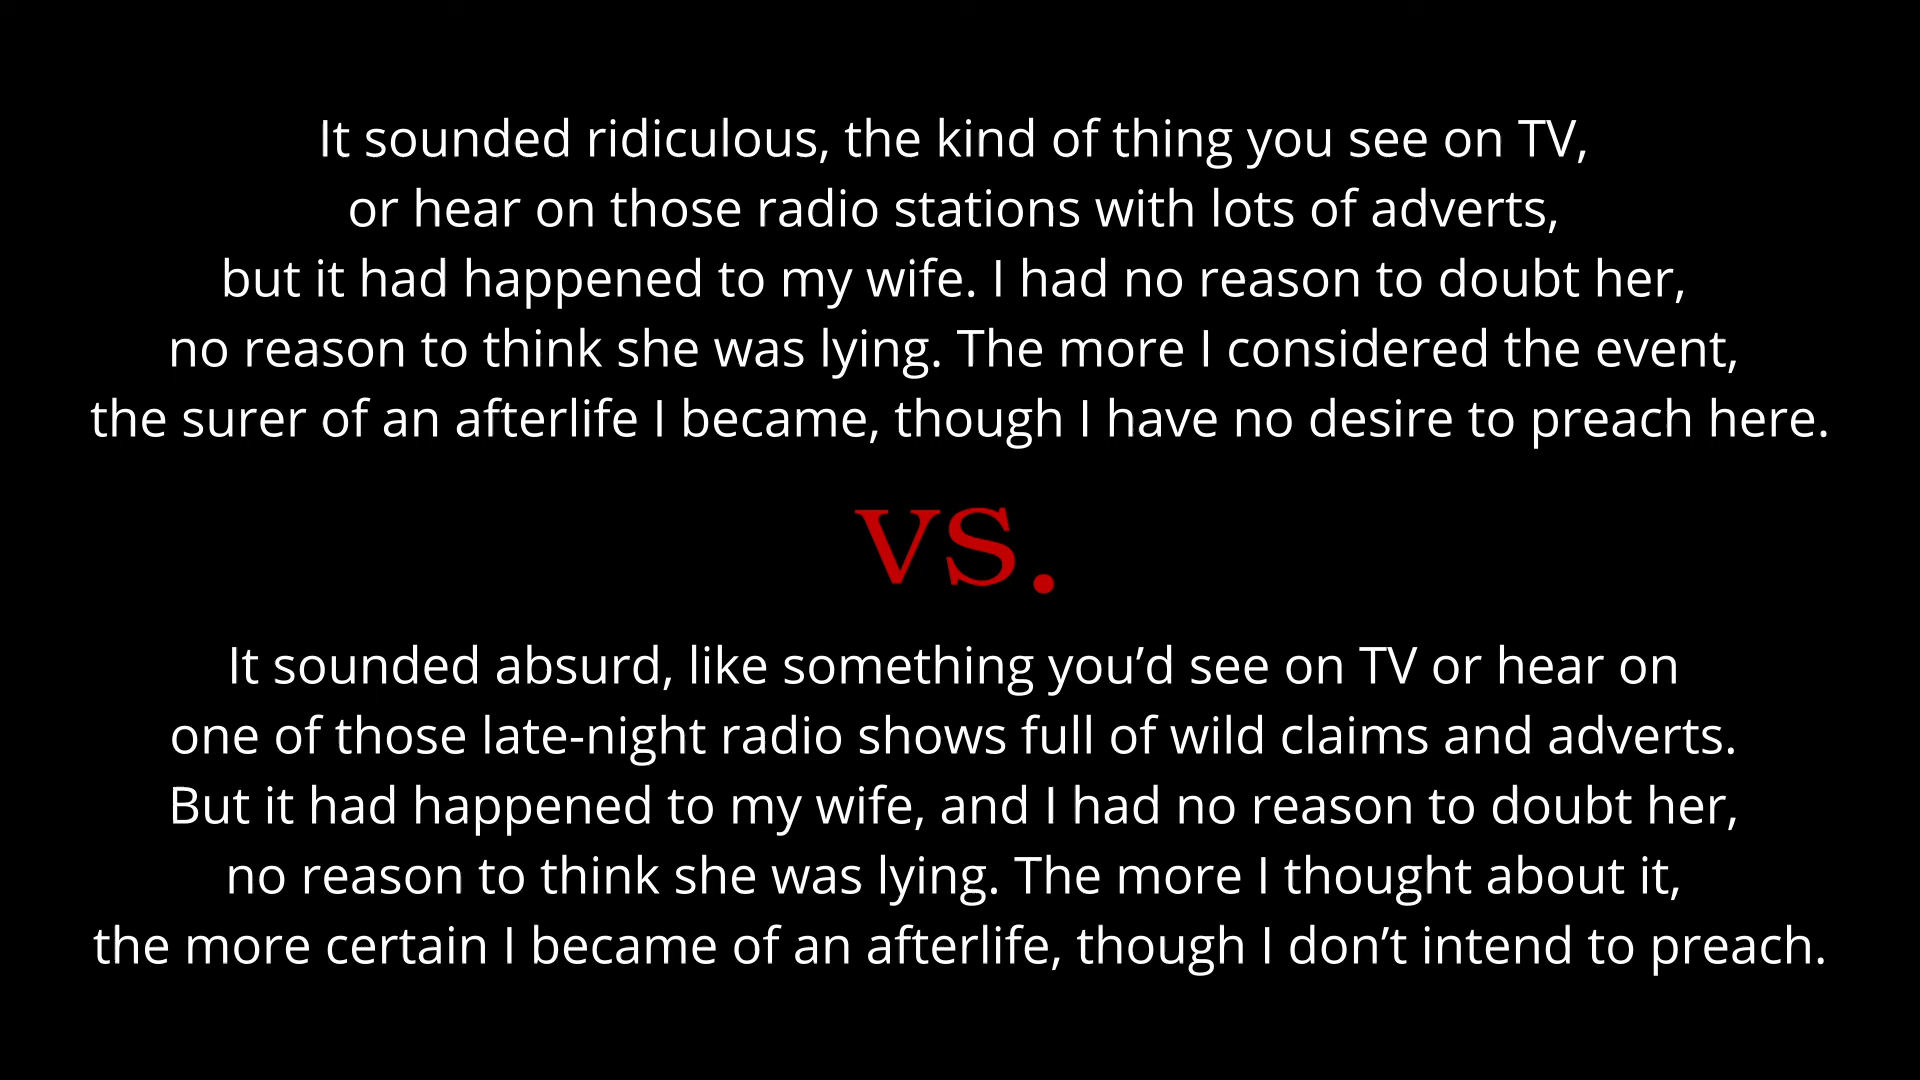 It sounded ridiculous, the kind of thing you see on TV,
or hear on those radio stations with lots of adverts,
but it had happened to my wife. I had no reason to doubt her,
no reason to think she was lying. The more I considered the event,
the surer of an afterlife I became, though I have no desire to preach here.
vs.
It sounded absurd, like something you’d see on TV or hear on
one of those late-night radio shows full of wild claims and adverts.
But it had happened to my wife, and I had no reason to doubt her,
no reason to think she was lying. The more I thought about it,
the more certain I became of an afterlife, though I don’t intend to preach.